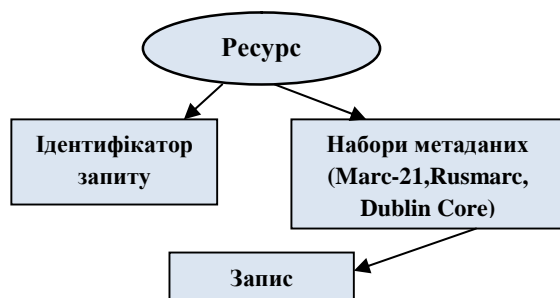 Ресурс
Ідентифікатор
запиту
Набори метаданих
(Marc-21,Rusmarc,
Dublin Core)
Запис